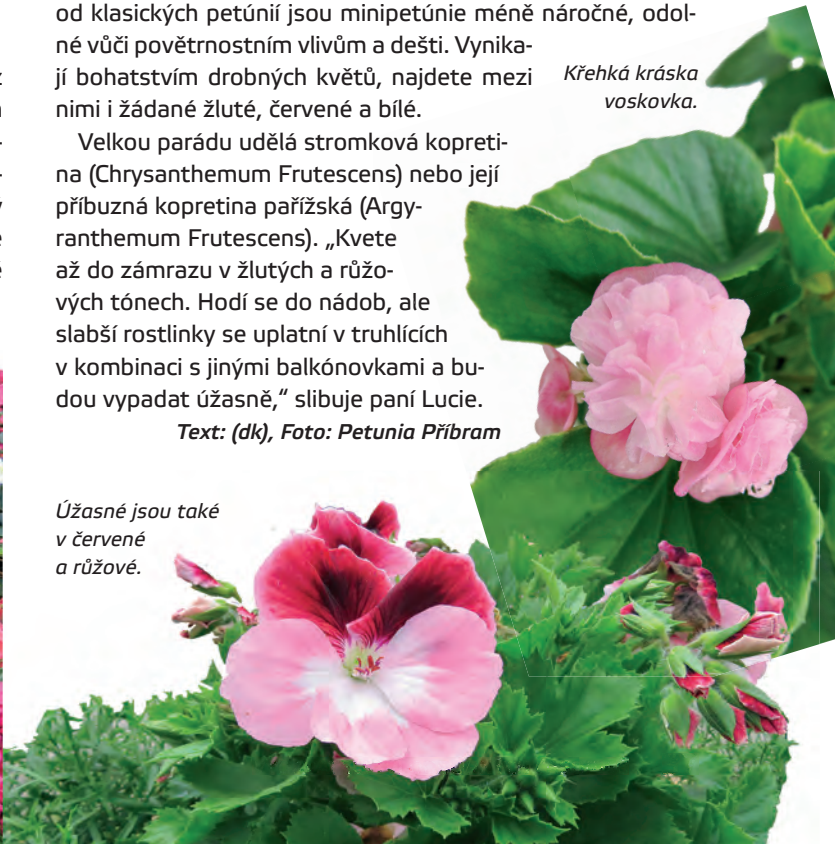 od klasických petúnií jsou minipetúnie méně náročné, odol-
né vůči povětrnostním vlivům a dešti. Vynika-
jí bohatstvím drobných květů, najdete mezi
nimi i žádané žluté, červené a bílé.
Velkou parádu udělá stromková kopreti-
na (Chrysanthemum Frutescens) nebo její
příbuzná kopretina pařížská (Argy-
ranthemum Frutescens). „Kvete
až do zámrazu v žlutých a růžo-
vých tónech. Hodí se do nádob, ale
slabší rostlinky se uplatní v truhlících
v kombinaci s jinými balkónovkami a bu-
dou vypadat úžasně,“ slibuje paní Lucie.
Text: (dk), Foto: Petunia Příbram
Křehká kráska
voskovka.
Úžasné jsou také
v červené
a růžové.